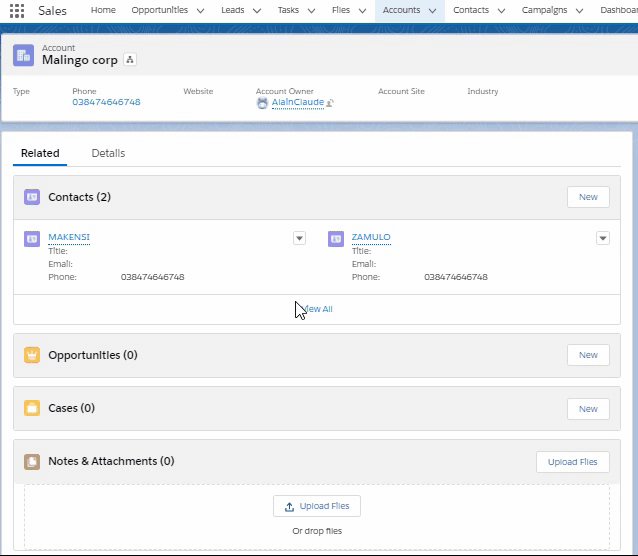 Sales Home Opportunities Leads Tasks Files Accounts Contacts Campaigns Dashboar
Account
Malingo corp
Type Phone Website Account Owner Account Site Industry
038474646748 AlainClaude
Related Details
Contacts (2) New
MAKENSI ZAMULO
Title: Title:
Email: Email:
Phone: 038474646748 Phone: 038474646748
View All
Opportunities (0) New
Cases (0) New
Notes & Attachments (0) Upload Files
Upload Files
Or drop files